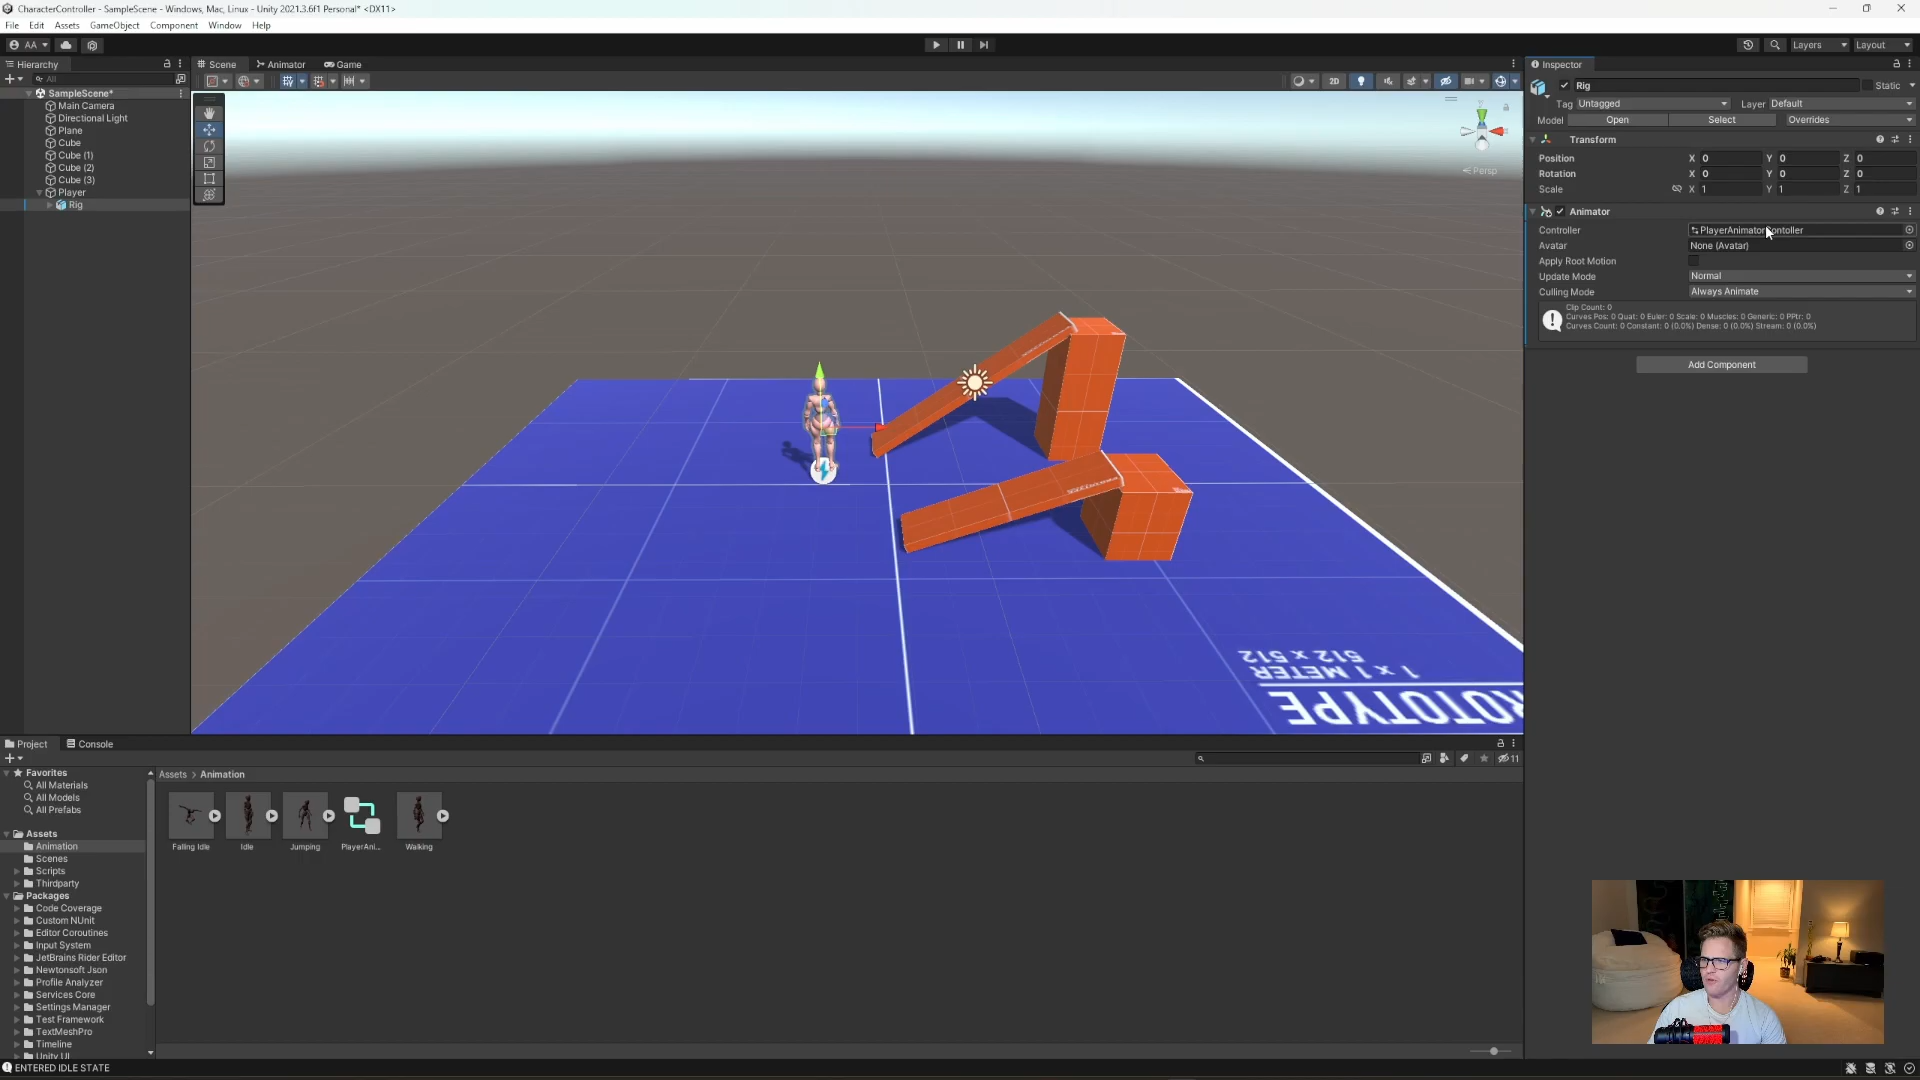 CharacterController - SampleScene - Windows, Mac, Linux - Unity 2021.3.6f1 Personal* <DX11>
File Edit Assets GameObject Component Window Help
AA
Layers Layout
Hierarchy
All
SampleScene*
Main Camera
Directional Light
Plane
Cube
Cube (1)
Cube (2)
Cube (3)
Player
Rig
Scene Animator Game
2D
Persp
1 x 1 METER
512 x 512
Inspector
Rig
Static
Tag Untagged Layer Default
Model Open Select Overrides
Transform
Position X 0 Y 0 Z 0
Rotation X 0 Y 0 Z 0
Scale X 1 Y 1 Z 1
Animator
Controller PlayerAnimatorContoller
Avatar None (Avatar)
Apply Root Motion
Update Mode Normal
Culling Mode Always Animate
Clip Count: 0
Curves Pos: 0 Quat: 0 Euler: 0 Scale: 0 Muscles: 0 Generic: 0 PPtr: 0
Curves Count: 0 Constant: 0 (0.0%) Dense: 0 (0.0%) Stream: 0 (0.0%)
Add Component
Project Console
11
Favorites
All Materials
All Models
All Prefabs
Assets
Animation
Scenes
Scripts
Thirdparty
Packages
Code Coverage
Custom NUnit
Editor Coroutines
Input System
JetBrains Rider Editor
Newtonsoft Json
Profile Analyzer
Services Core
Settings Manager
Test Framework
TextMeshPro
Timeline
Unity UI
Assets > Animation
Falling Idle Idle Jumping PlayerAni... Walking
ENTERED IDLE STATE